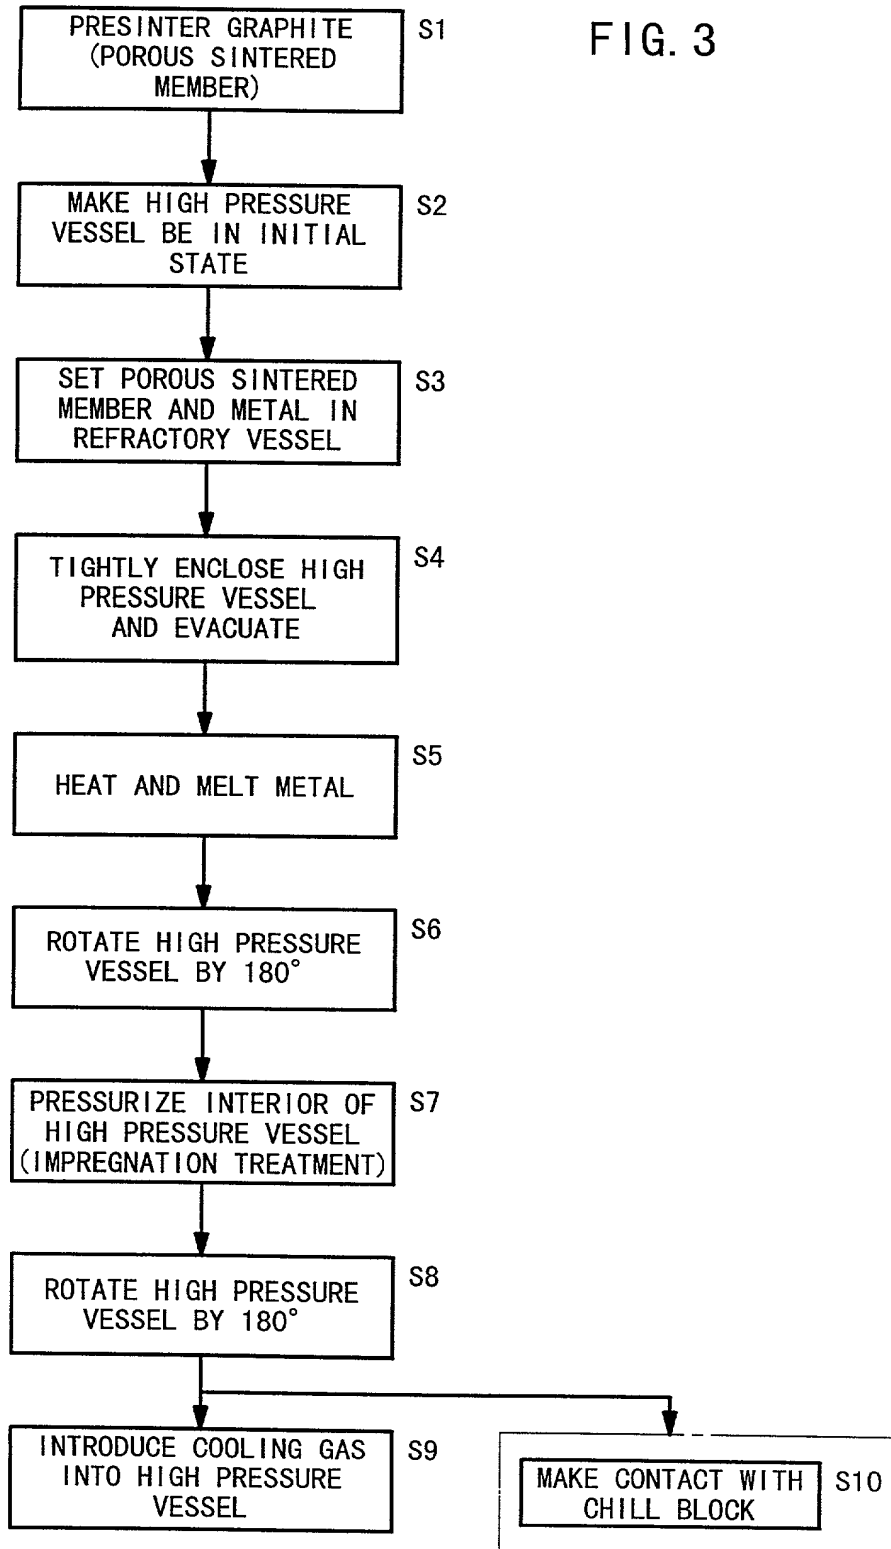 FIG. 3
PRESINTER GRAPHITE
(POROUS SINTERED
MEMBER)
S1
MAKE HIGH PRESSURE
VESSEL BE IN INITIAL
STATE
S2
SET POROUS SINTERED
MEMBER AND METAL IN
REFRACTORY VESSEL
S3
TIGHTLY ENCLOSE HIGH
PRESSURE VESSEL
AND EVACUATE
S4
HEAT AND MELT METAL
S5
ROTATE HIGH PRESSURE
VESSEL BY 180°
S6
PRESSURIZE INTERIOR OF
HIGH PRESSURE VESSEL
(IMPREGNATION TREATMENT)
S7
ROTATE HIGH PRESSURE
VESSEL BY 180°
S8
INTRODUCE COOLING GAS
INTO HIGH PRESSURE
VESSEL
S9
MAKE CONTACT WITH
CHILL BLOCK
S10